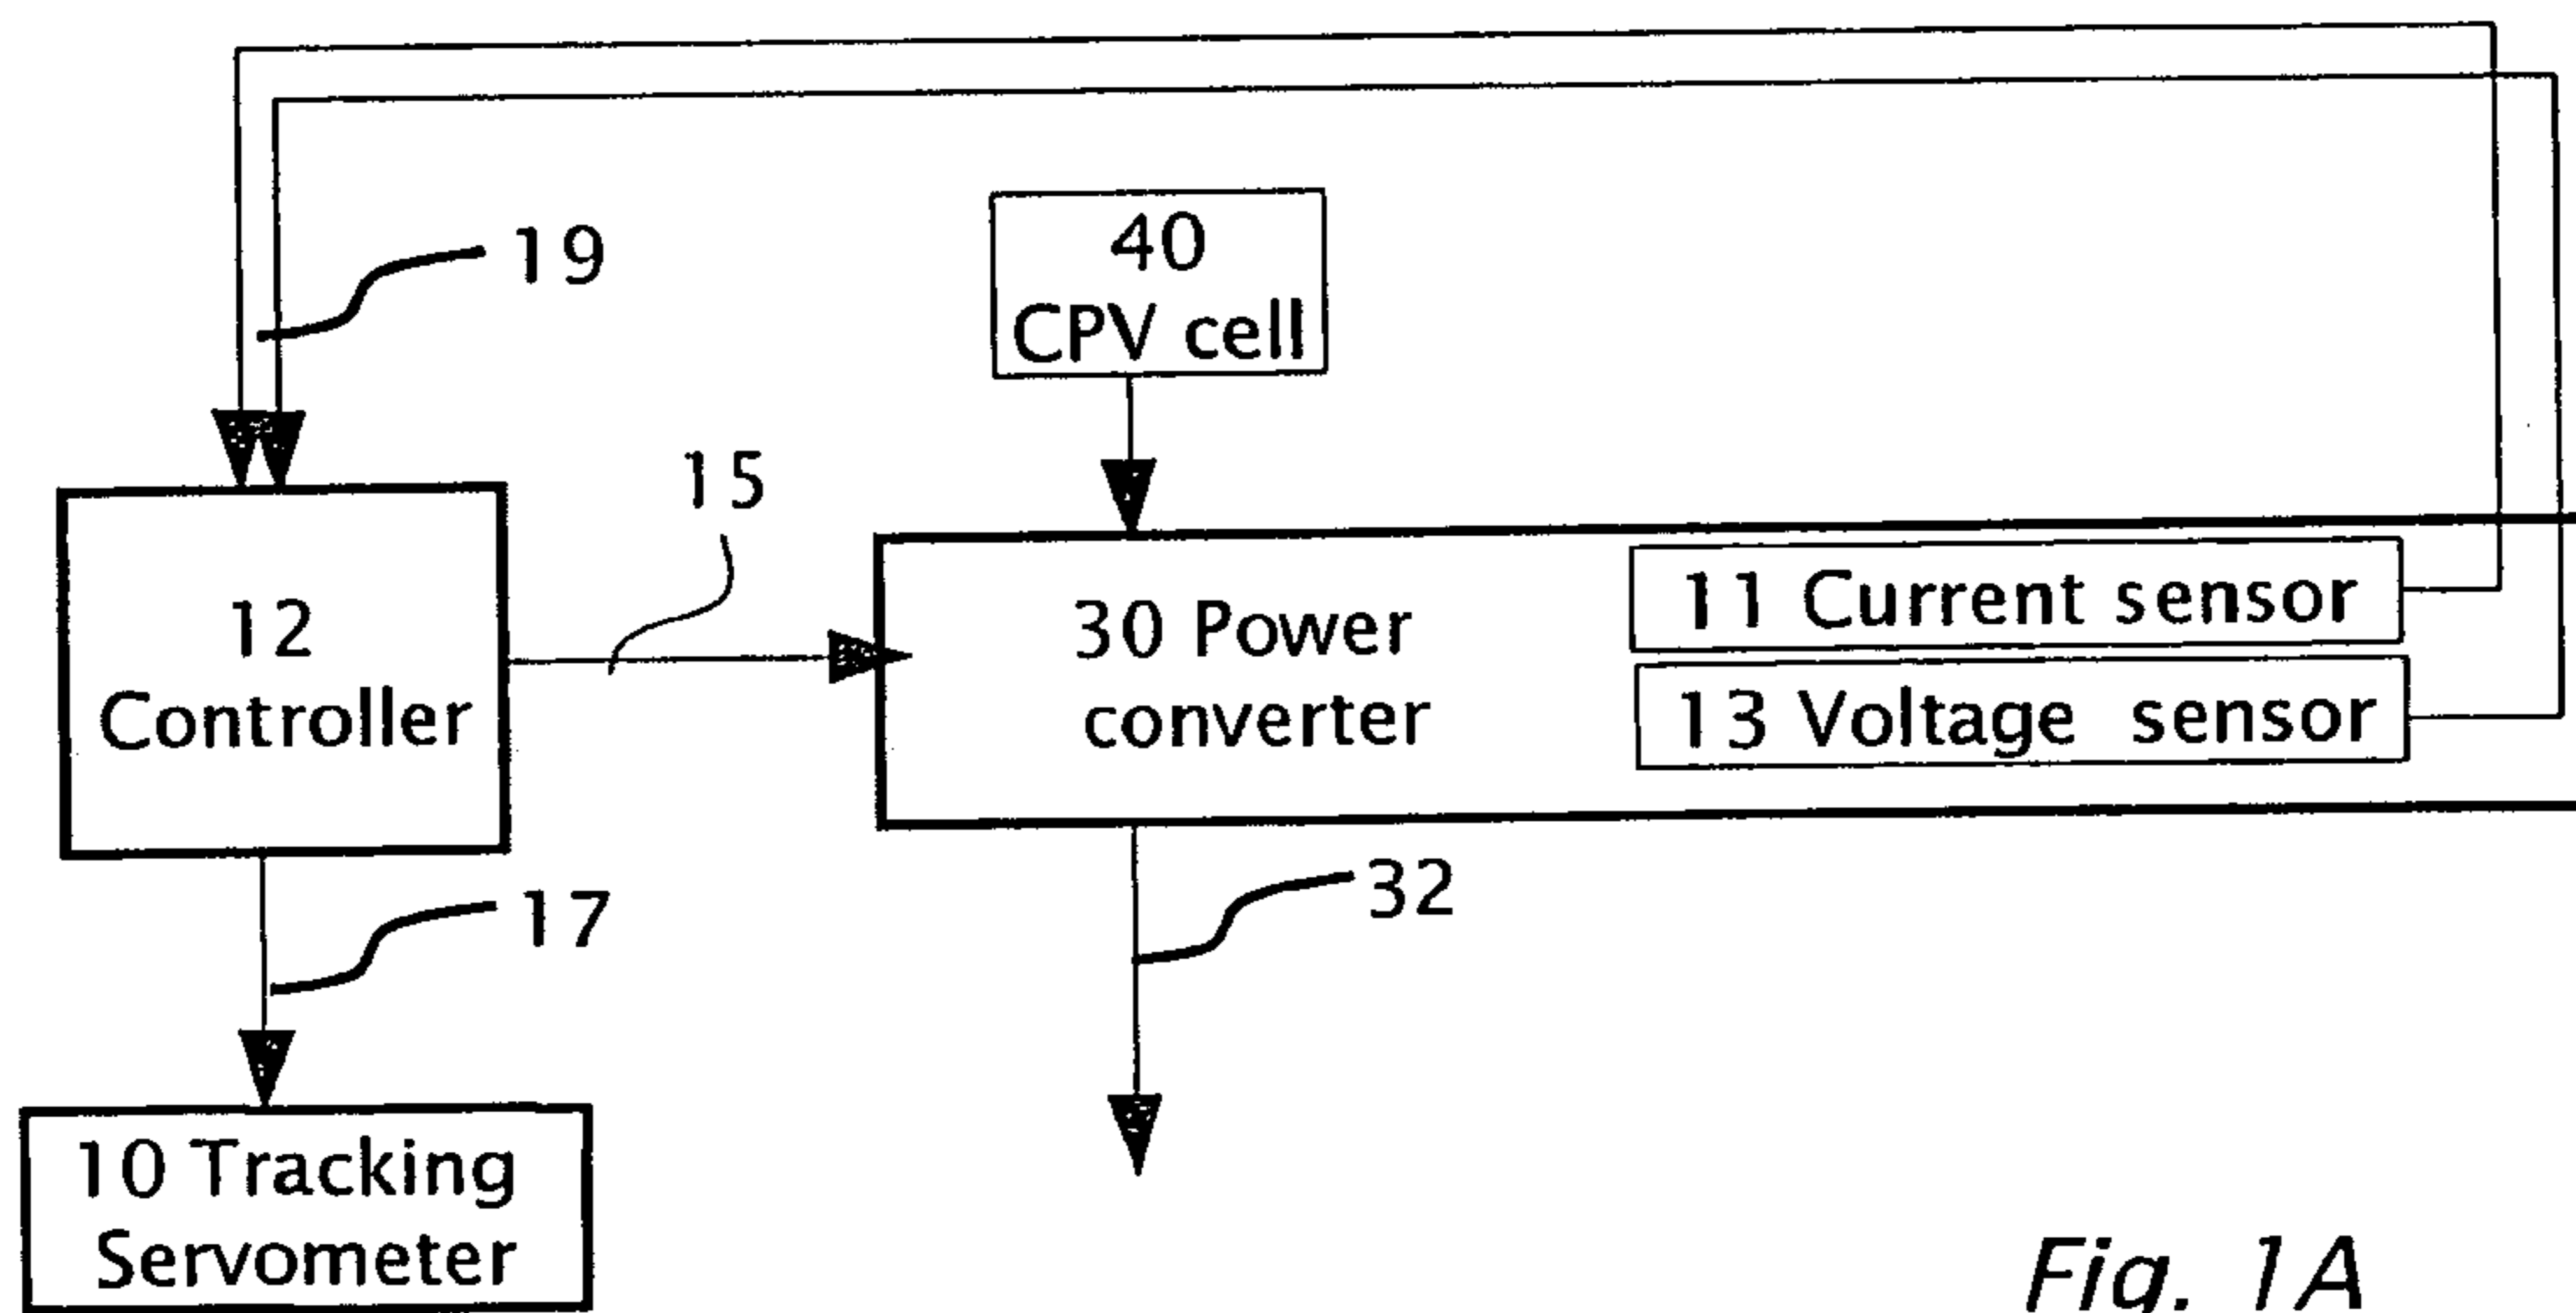 19
40
CPV cell
15
12
Controller
30 Power
converter
11 Current sensor
13 Voltage sensor
17
32
10 Tracking
Servometer
Fig. 1A